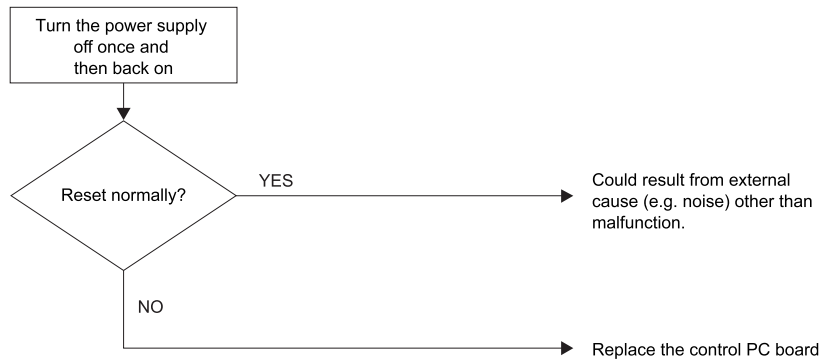 Turn the power supply
off once and
then back on
Reset normally?
YES
Could result from external
cause (e.g. noise) other than
malfunction.
NO
Replace the control PC board